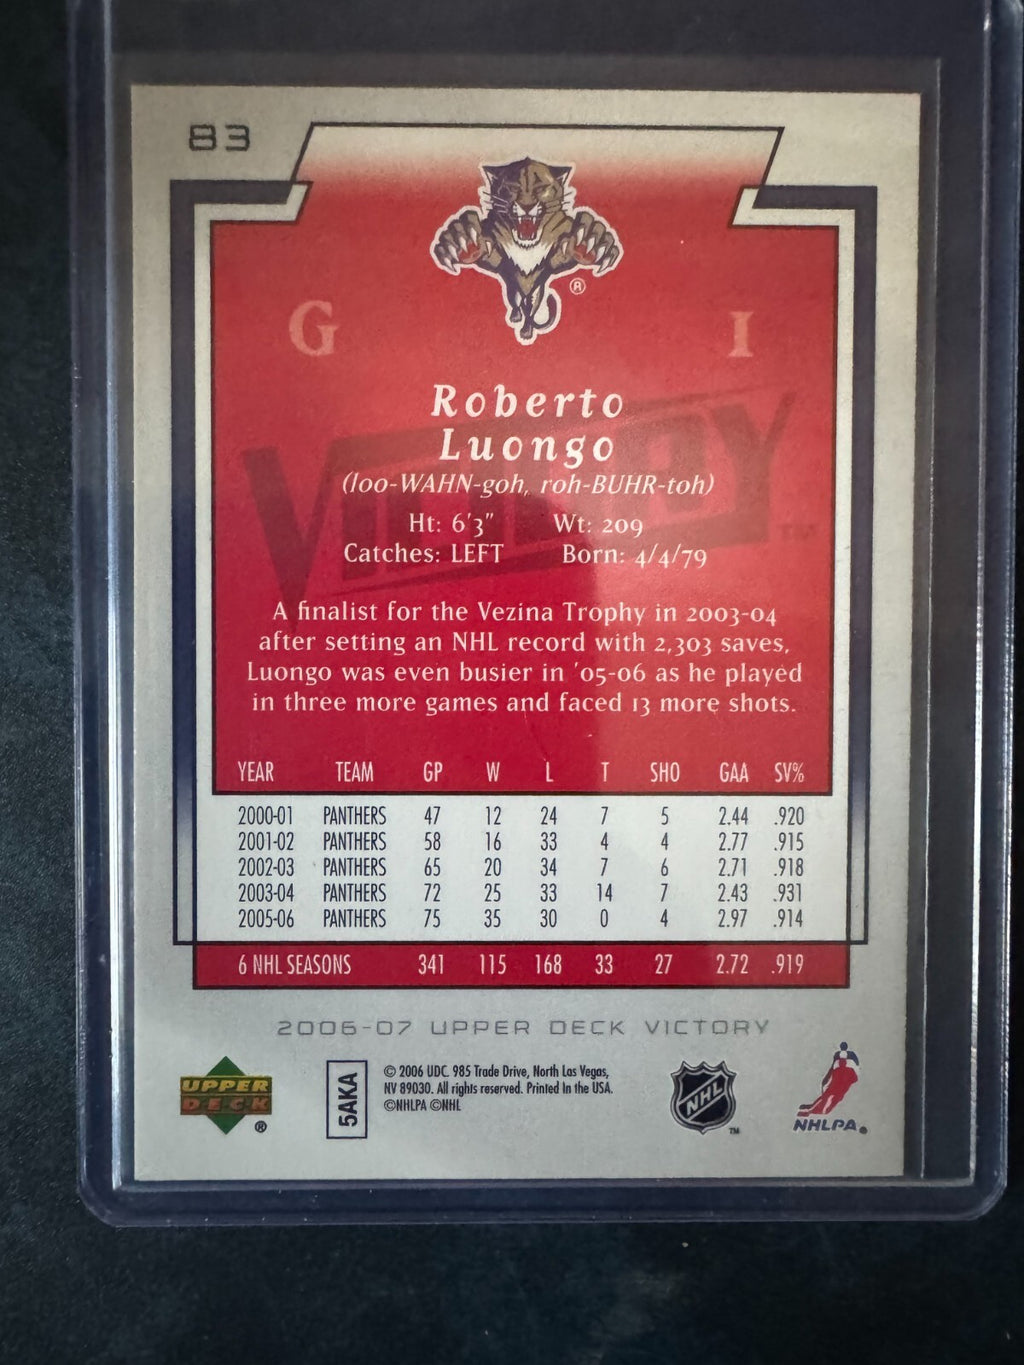 83
®
G I
Roberto
Luongo
VICTORY
™
(loo-WAHN-goh, roh-BUHR-toh)
Ht: 6'3" Wt: 209
Catches: LEFT Born: 4/4/79
A finalist for the Vezina Trophy in 2003-04
after setting an NHL record with 2,303 saves,
Luongo was even busier in '05-06 as he played
in three more games and faced 13 more shots.
YEAR TEAM GP W L T SHO GAA SV%
2000-01 PANTHERS 47 12 24 7 5 2.44 .920
2001-02 PANTHERS 58 16 33 4 4 2.77 .915
2002-03 PANTHERS 65 20 34 7 6 2.71 .918
2003-04 PANTHERS 72 25 33 14 7 2.43 .931
2005-06 PANTHERS 75 35 30 0 4 2.97 .914
6 NHL SEASONS 341 115 168 33 27 2.72 .919
2006-07 UPPER DECK VICTORY
UPPER
DECK
®
5AKA
© 2006 UDC. 985 Trade Drive, North Las Vegas,
NV 89030. All rights reserved. Printed In the USA.
©NHLPA ©NHL
NHL
™
NHLPA®